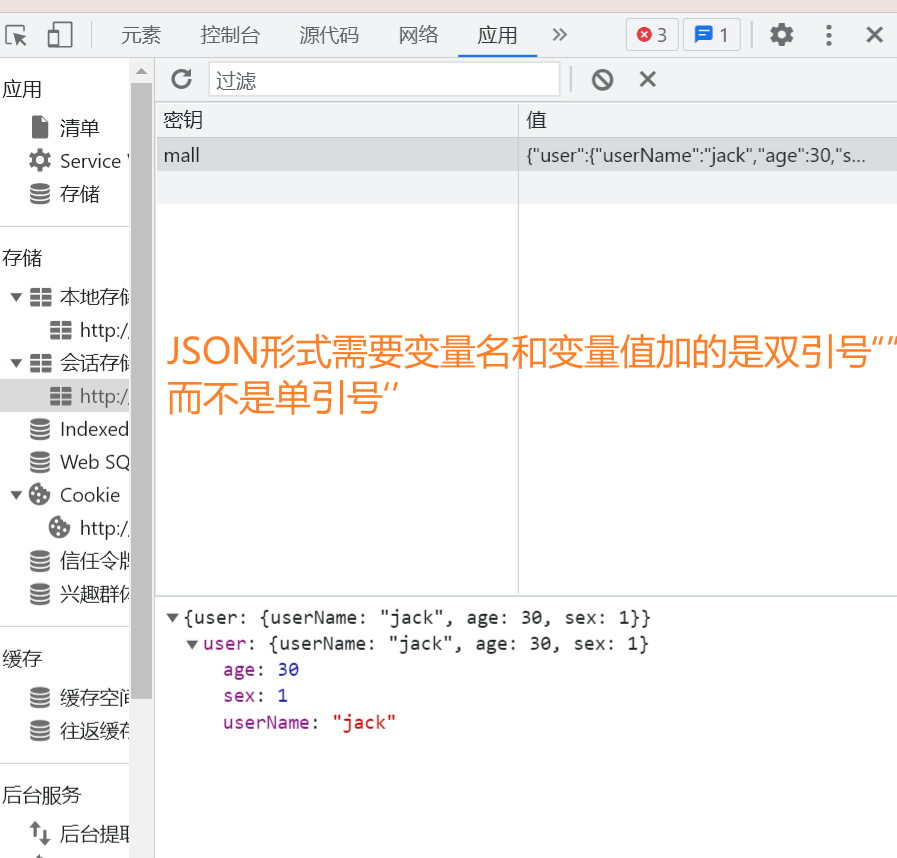 元素 控制台 源代码 网络 应用 3 1
应用
过滤
清单
Service
存储
密钥 值
mall {"user":{"userName":"jack","age":30,"s...
存储
本地存储
http:/
会话存储
http:/
Indexed
Web SQ
Cookie
http:/
信任令牌
兴趣群体
JSON形式需要变量名和变量值加的是双引号“”
而不是单引号‘’
缓存
缓存空间
往返缓存
后台服务
后台提取
{user: {userName: "jack", age: 30, sex: 1}}
user: {userName: "jack", age: 30, sex: 1}
age: 30
sex: 1
userName: "jack"